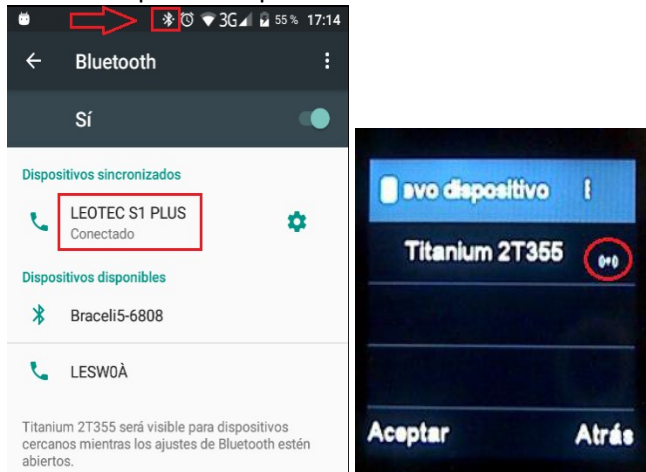 3G 55 % 17:14
Bluetooth
Sí
Dispositivos sincronizados
LEOTEC S1 PLUS
Conectado
Dispositivos disponibles
Braceli5-6808
LESW0À
Titanium 2T355 será visible para dispositivos
cercanos mientras los ajustes de Bluetooth estén
abiertos.
evo dispositivo
Titanium 2T355
Aceptar Atrás